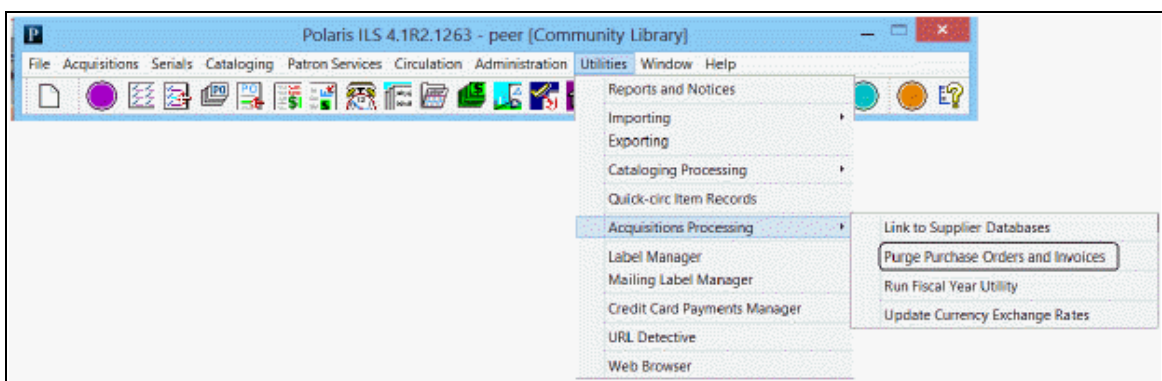 Polaris ILS 4.1R2.1263 - peer [Community Library]
File Acquisitions Serials Cataloging Patron Services Circulation Administration Utilities Window Help
Reports and Notices
Importing
Exporting
Cataloging Processing
Quick-circ Item Records
Acquisitions Processing
Link to Supplier Databases
Label Manager
Purge Purchase Orders and Invoices
Mailing Label Manager
Run Fiscal Year Utility
Credit Card Payments Manager
Update Currency Exchange Rates
URL Detective
Web Browser